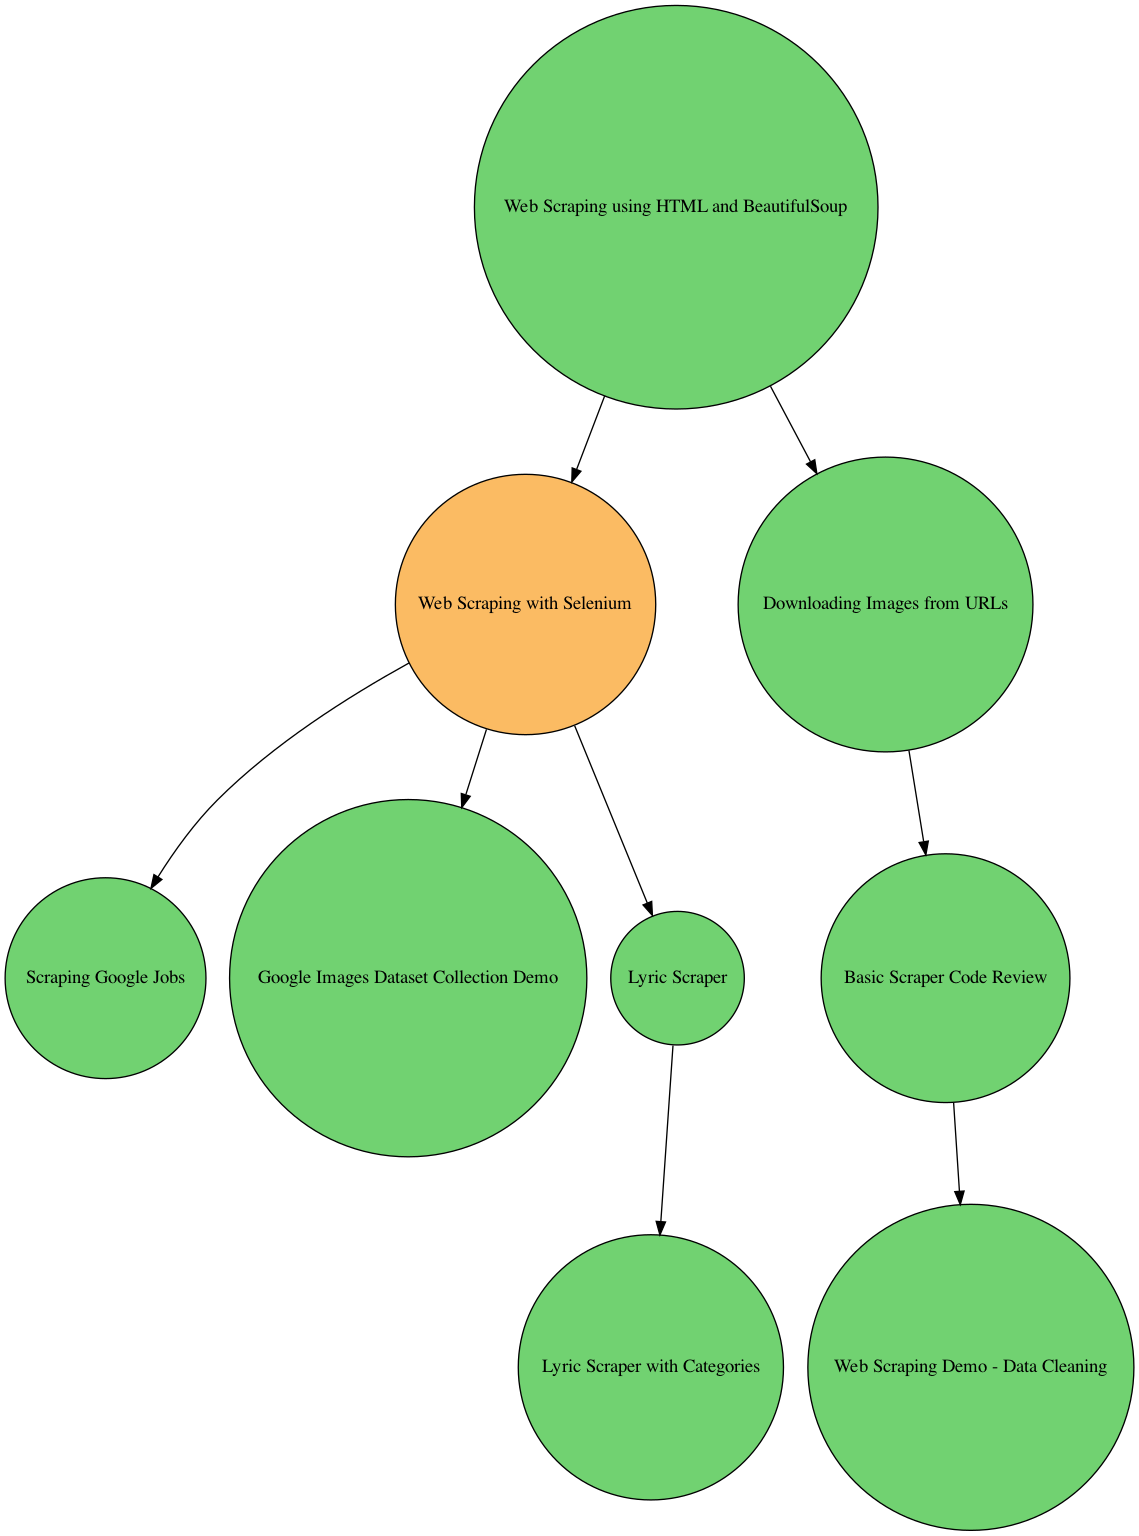 Web Scraping using HTML and BeautifulSoup
Web Scraping with Selenium
Downloading Images from URLs
Scraping Google Jobs
Google Images Dataset Collection Demo
Lyric Scraper
Basic Scraper Code Review
Lyric Scraper with Categories
Web Scraping Demo - Data Cleaning